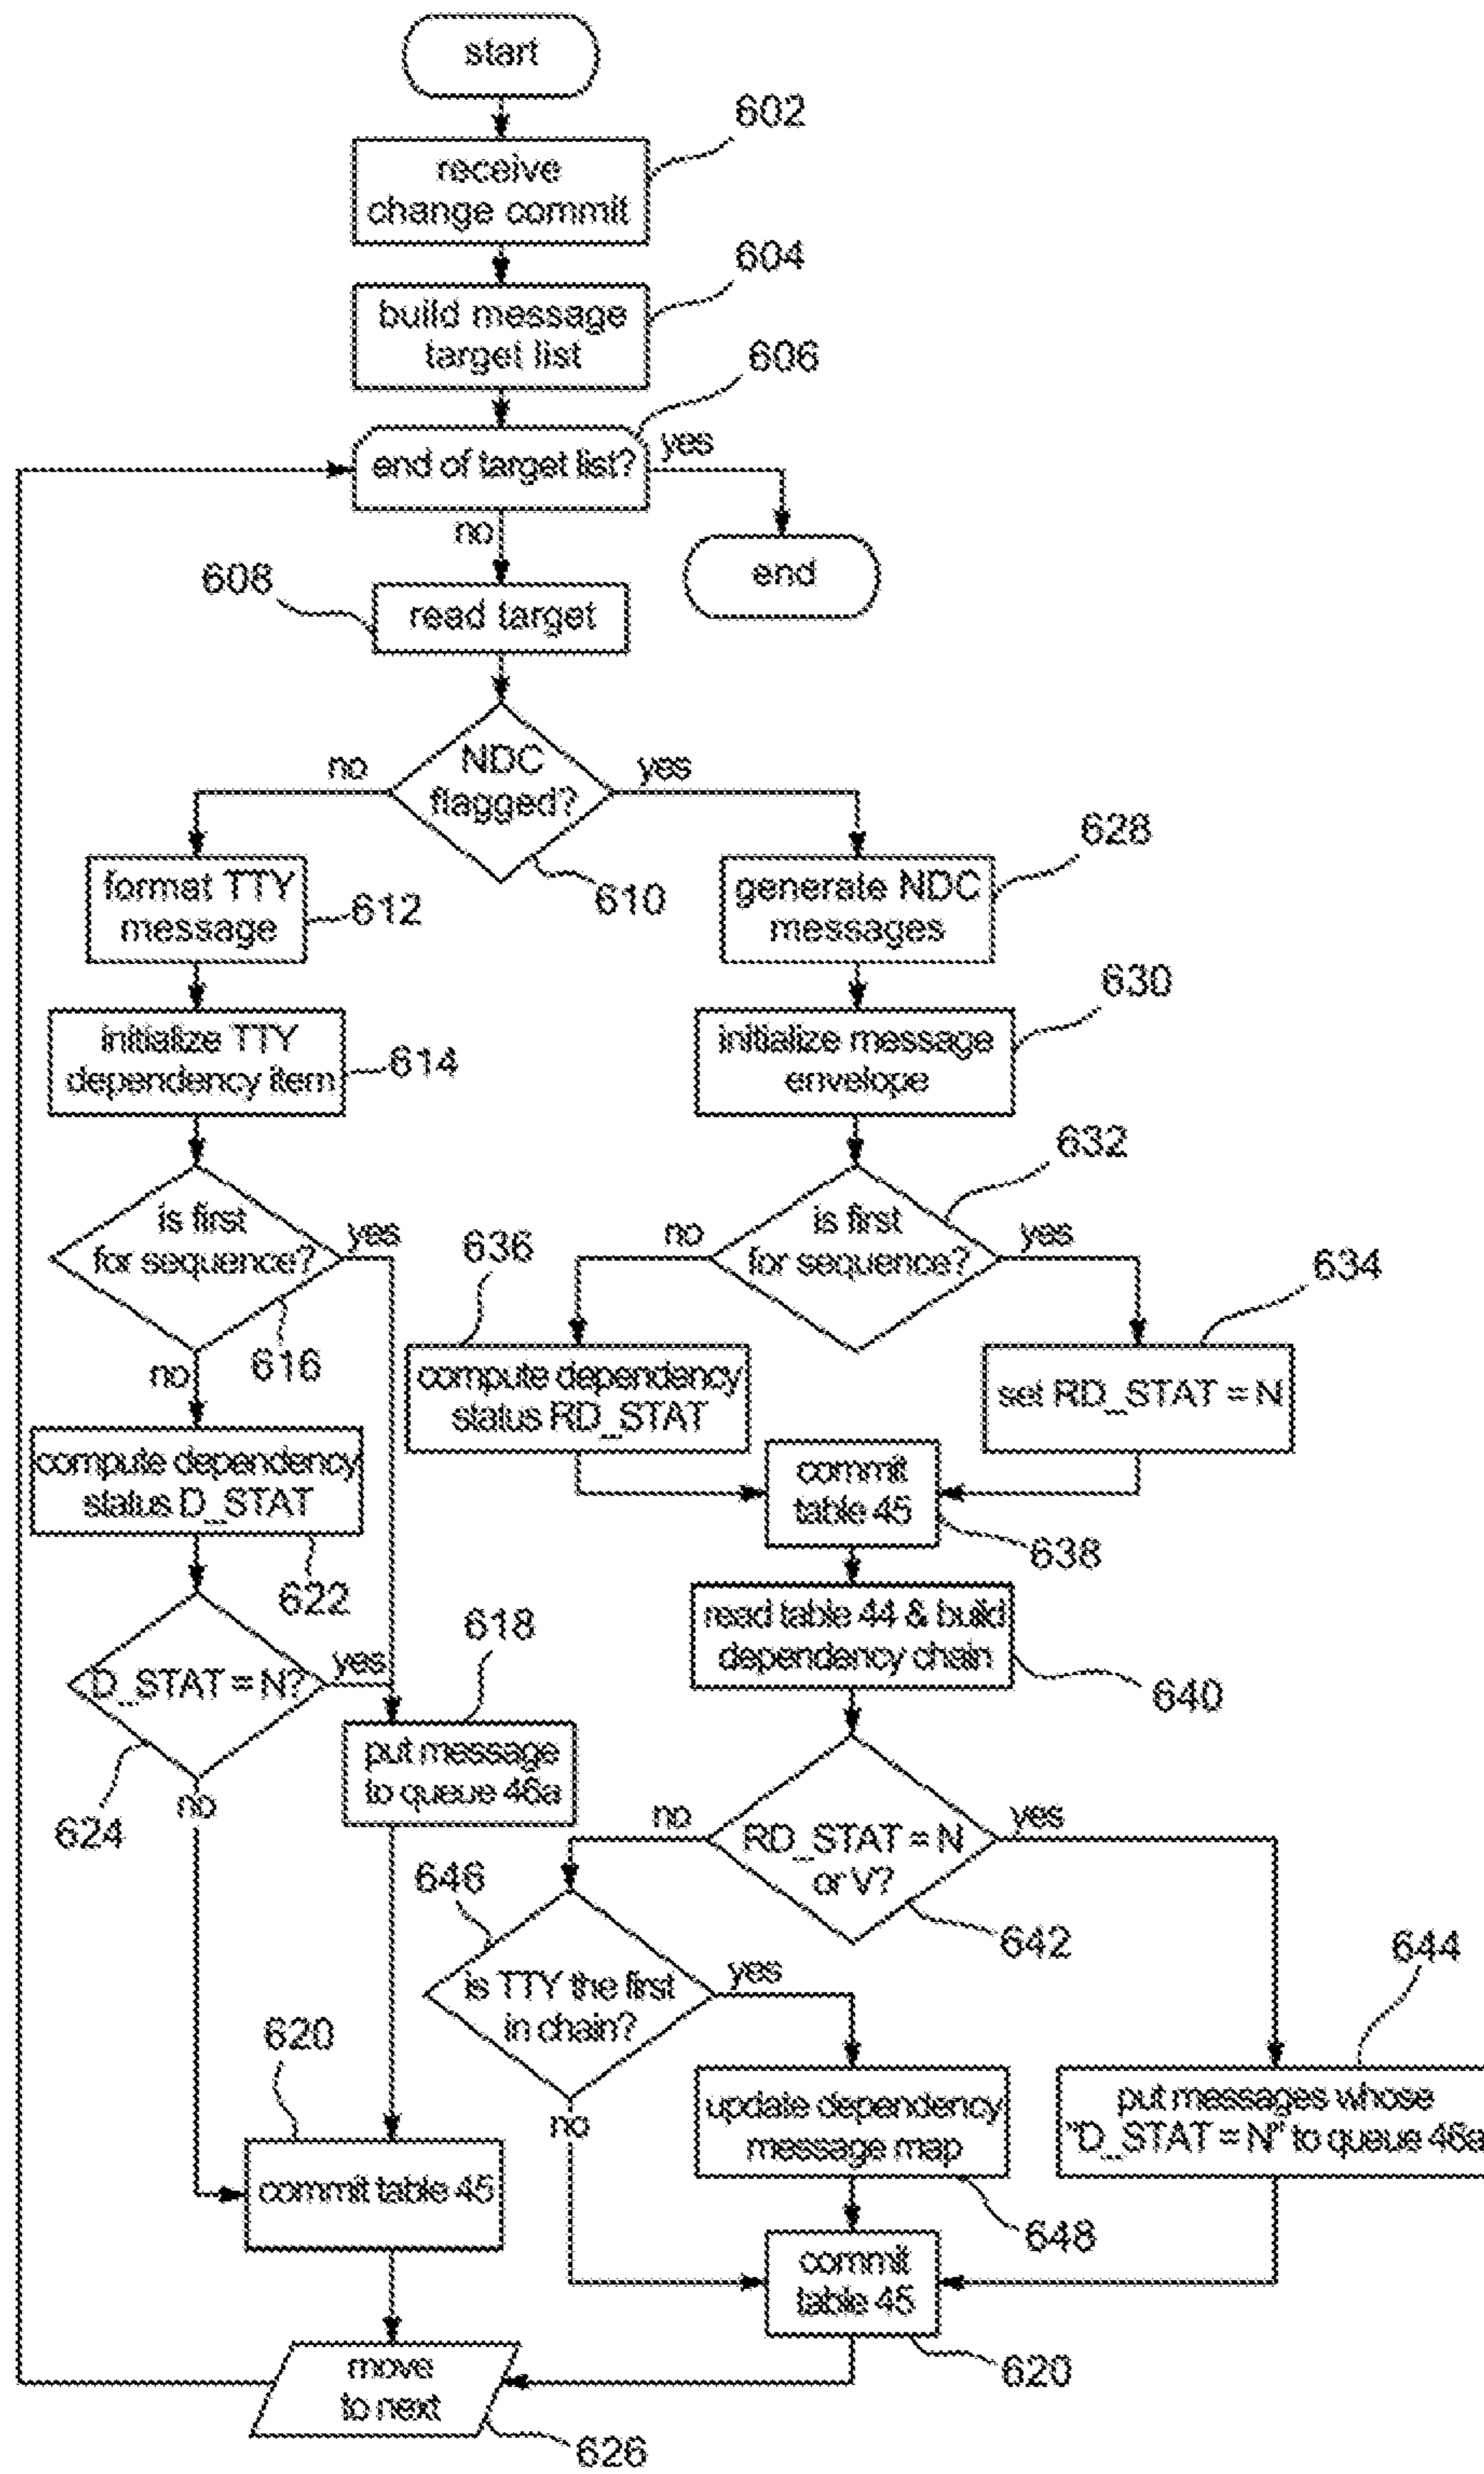 start
602
receive
change commit
604
build message
target list
606
end of target list?
yes
no
end
608
read target
NDC
flagged?
no
yes
610
format TTY
message
612
628
generate NDC
messages
initialize TTY
dependency item
614
630
initialize message
envelope
is first
for sequence?
yes
no
616
632
is first
for sequence?
no
yes
636
634
compute dependency
status RD_STAT
set RD_STAT = N
compute dependency
status D_STAT
622
commit
table 45
638
read table 44 & build
dependency chain
640
D_STAT = N?
yes
no
624
618
put message
to queue 46a
RD_STAT = N
or V?
no
yes
642
646
is TTY the first
in chain?
yes
no
644
put messages whose
"D_STAT = N" to queue 46a
update dependency
message map
648
620
commit table 45
commit
table 45
620
move
to next
626